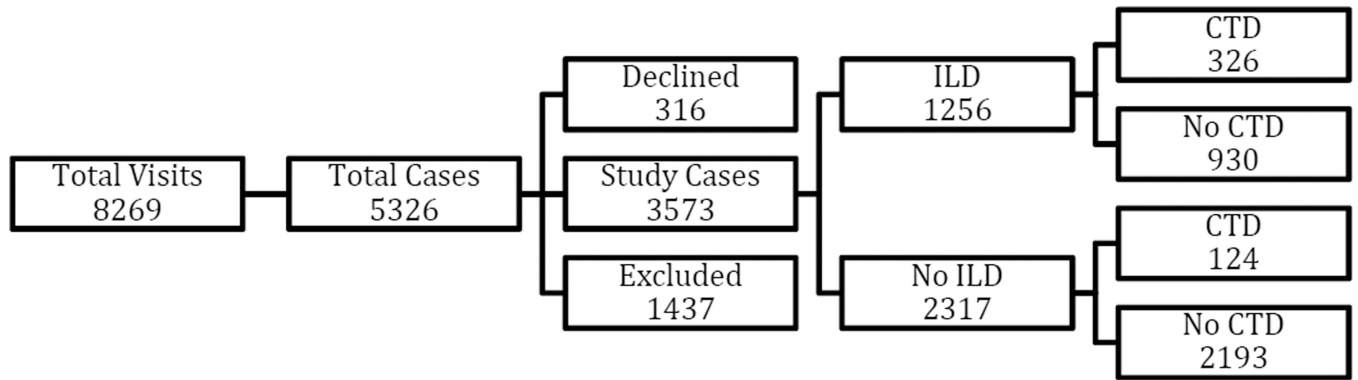 Total Visits
8269
Total Cases
5326
Declined
316
Study Cases
3573
Excluded
1437
ILD
1256
No ILD
2317
CTD
326
No CTD
930
CTD
124
No CTD
2193